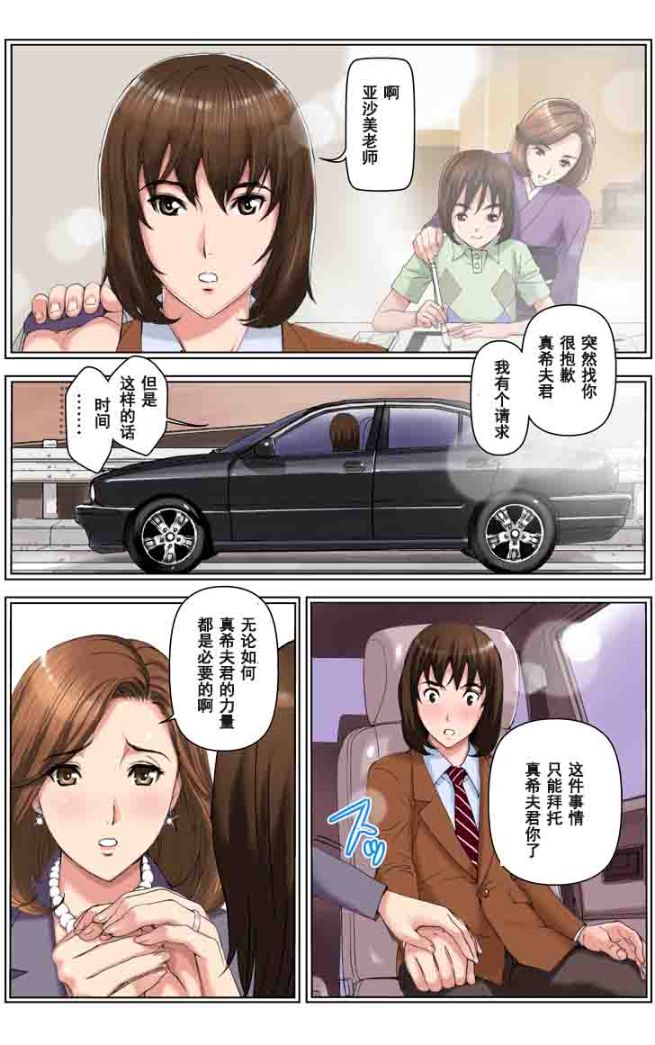 啊
亚沙美老师
突然找你
很抱歉
真希夫君
我有个请求
但是
这样的话
时间
………
………
无论如何
真希夫君的力量
都是必要的啊
这件事情
只能拜托
真希夫君你了
スッ